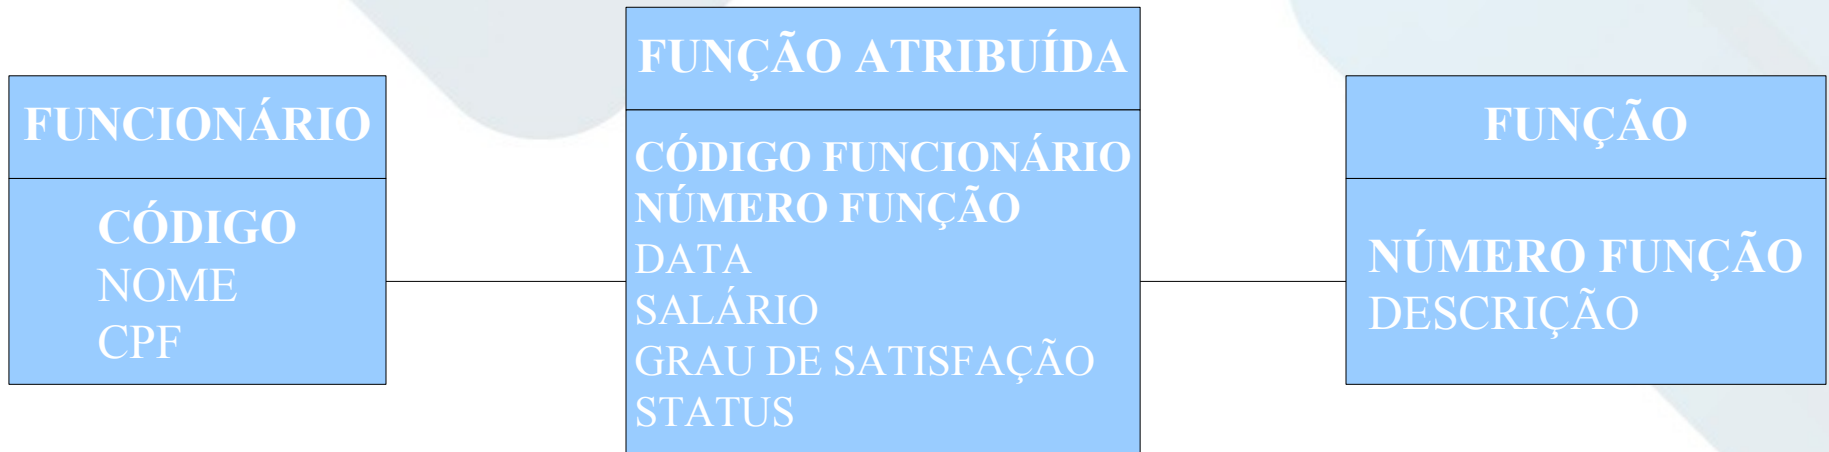 FUNCIONÁRIO
CÓDIGO
NOME
CPF
FUNÇÃO ATRIBUÍDA
CÓDIGO FUNCIONÁRIO
NÚMERO FUNÇÃO
DATA
SALÁRIO
GRAU DE SATISFAÇÃO
STATUS
FUNÇÃO
NÚMERO FUNÇÃO
DESCRIÇÃO